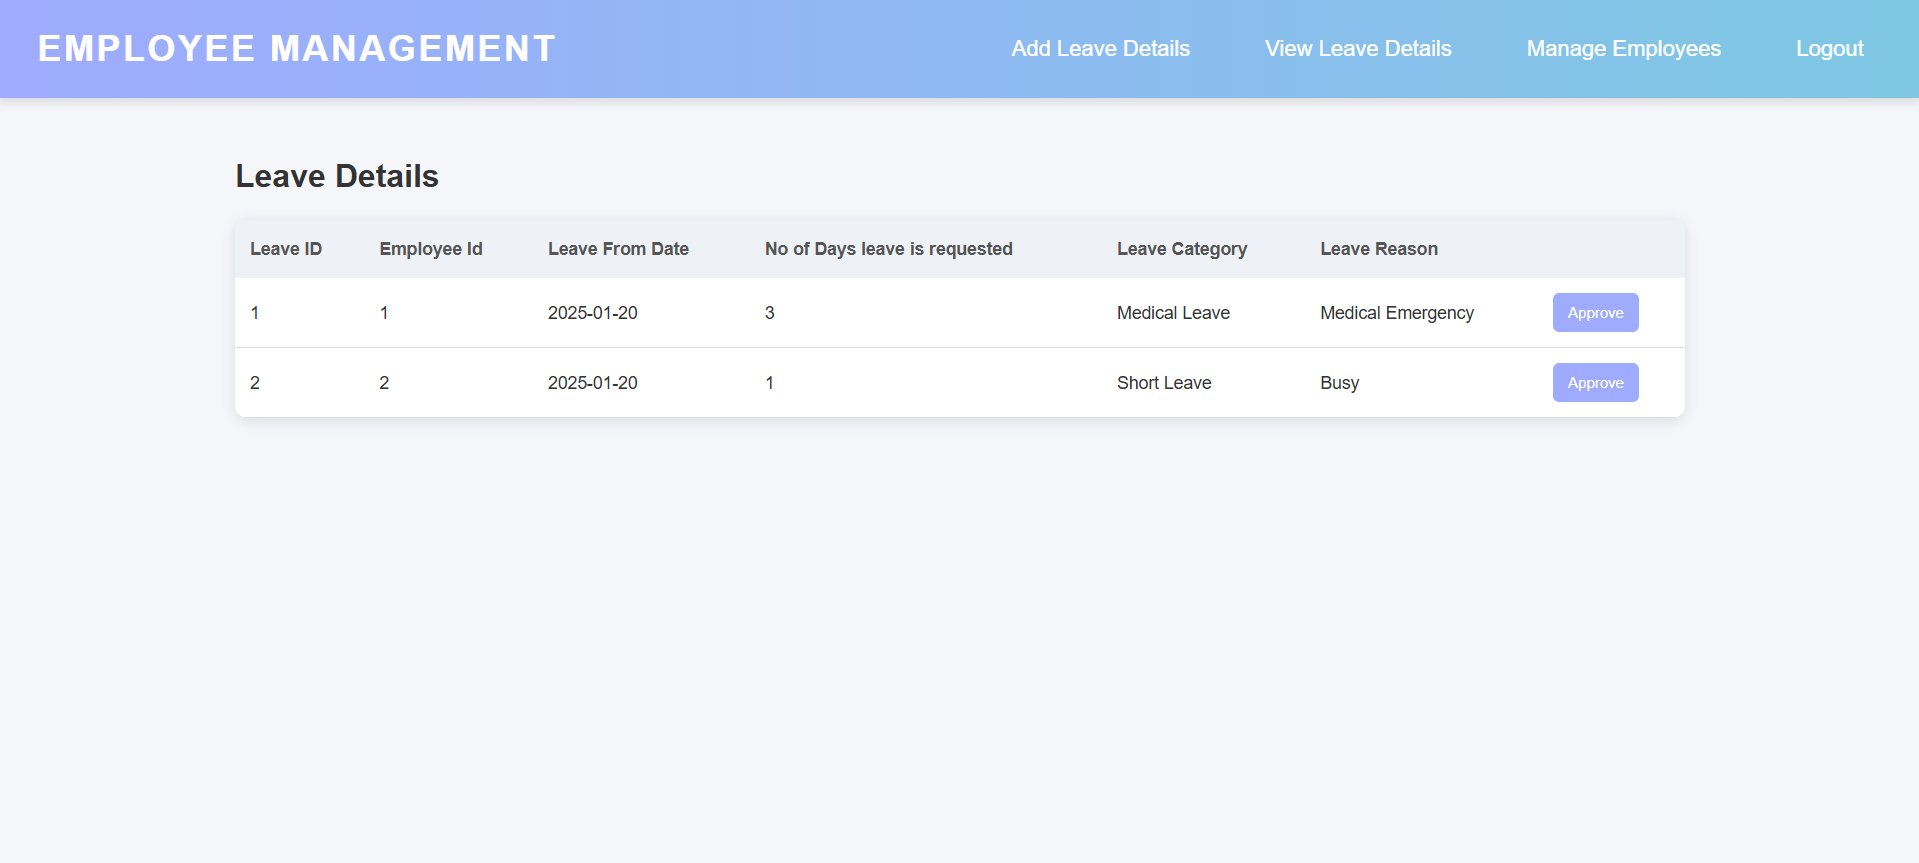 EMPLOYEE MANAGEMENT Add Leave Details View Leave Details Manage Employees Logout
Leave Details
Leave ID Employee Id Leave From Date No of Days leave is requested Leave Category Leave Reason
1 1 2025-01-20 3 Medical Leave Medical Emergency Approve
2 2 2025-01-20 1 Short Leave Busy Approve